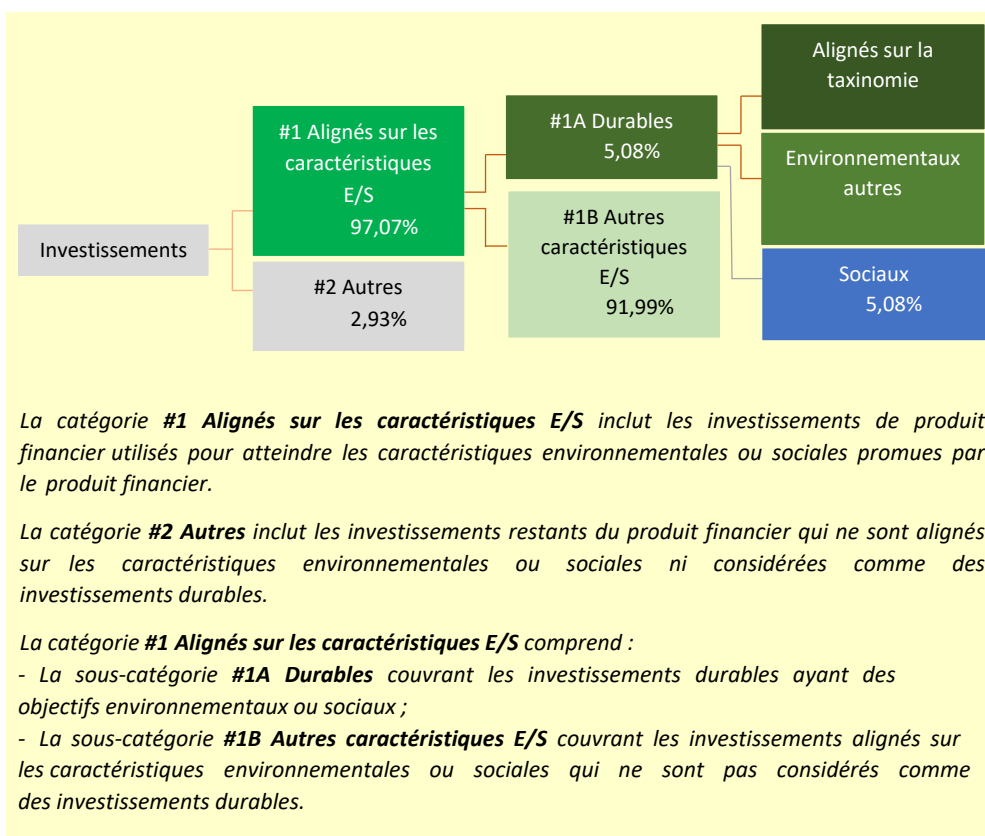 Investissements
#1 Alignés sur les
caractéristiques
E/S
97,07%
#2 Autres
2,93%
#1A Durables
5,08%
#1B Autres
caractéristiques
E/S
91,99%
Alignés sur la
taxinomie
Environnementaux
autres
Sociaux
5,08%
La catégorie #1 Alignés sur les caractéristiques E/S inclut les investissements de produit
financier utilisés pour atteindre les caractéristiques environnementales ou sociales promues par
le produit financier.
La catégorie #2 Autres inclut les investissements restants du produit financier qui ne sont alignés
sur les caractéristiques environnementales ou sociales ni considérées comme des
investissements durables.
La catégorie #1 Alignés sur les caractéristiques E/S comprend :
- La sous-catégorie #1A Durables couvrant les investissements durables ayant des
objectifs environnementaux ou sociaux ;
- La sous-catégorie #1B Autres caractéristiques E/S couvrant les investissements alignés sur
les caractéristiques environnementales ou sociales qui ne sont pas considérés comme
des investissements durables.